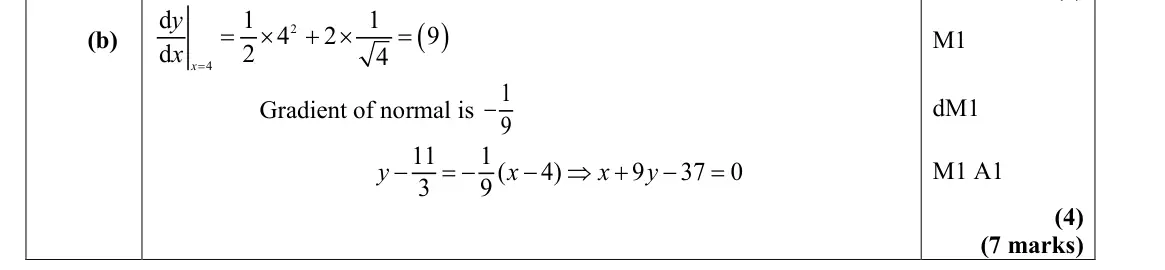 (b) dy/dx|ₓ₌₄ = 1/2 × 4² + 2 × 1/√4 = (9) M1
Gradient of normal is −1/9 dM1
y − 11/3 = −1/9(x − 4) ⇒ x + 9y − 37 = 0 M1 A1
(4)
(7 marks)